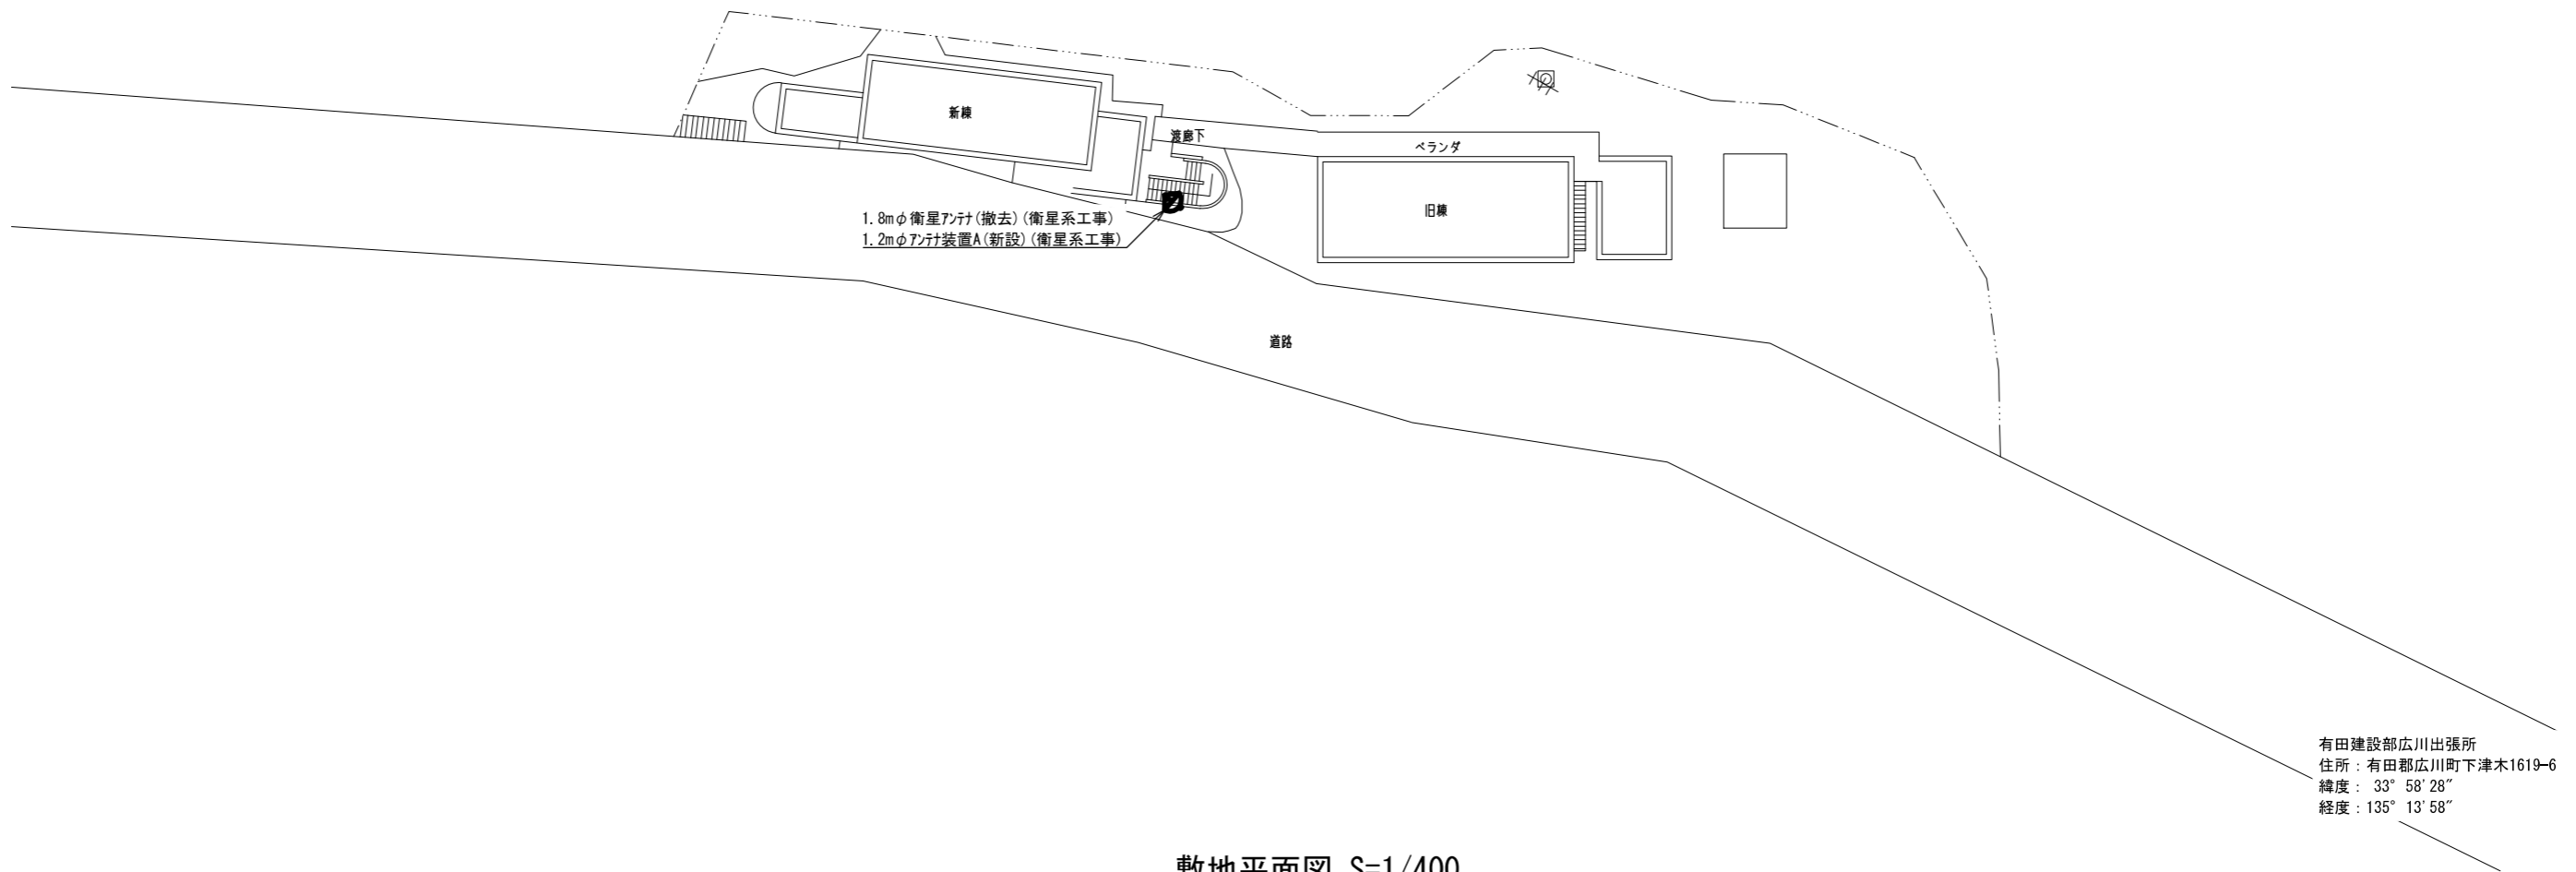 新棟
渡廊下
ベランダ
旧棟
1.8mφ衛星ｱﾝﾃﾅ(撤去)(衛星系工事)
1.2mφｱﾝﾃﾅ装置A(新設)(衛星系工事)
道路
有田建設部広川出張所
住所：有田郡広川町下津木1619-6
緯度： 33°58'28"
経度：135°13'58"
敷地平面図 S=1/400